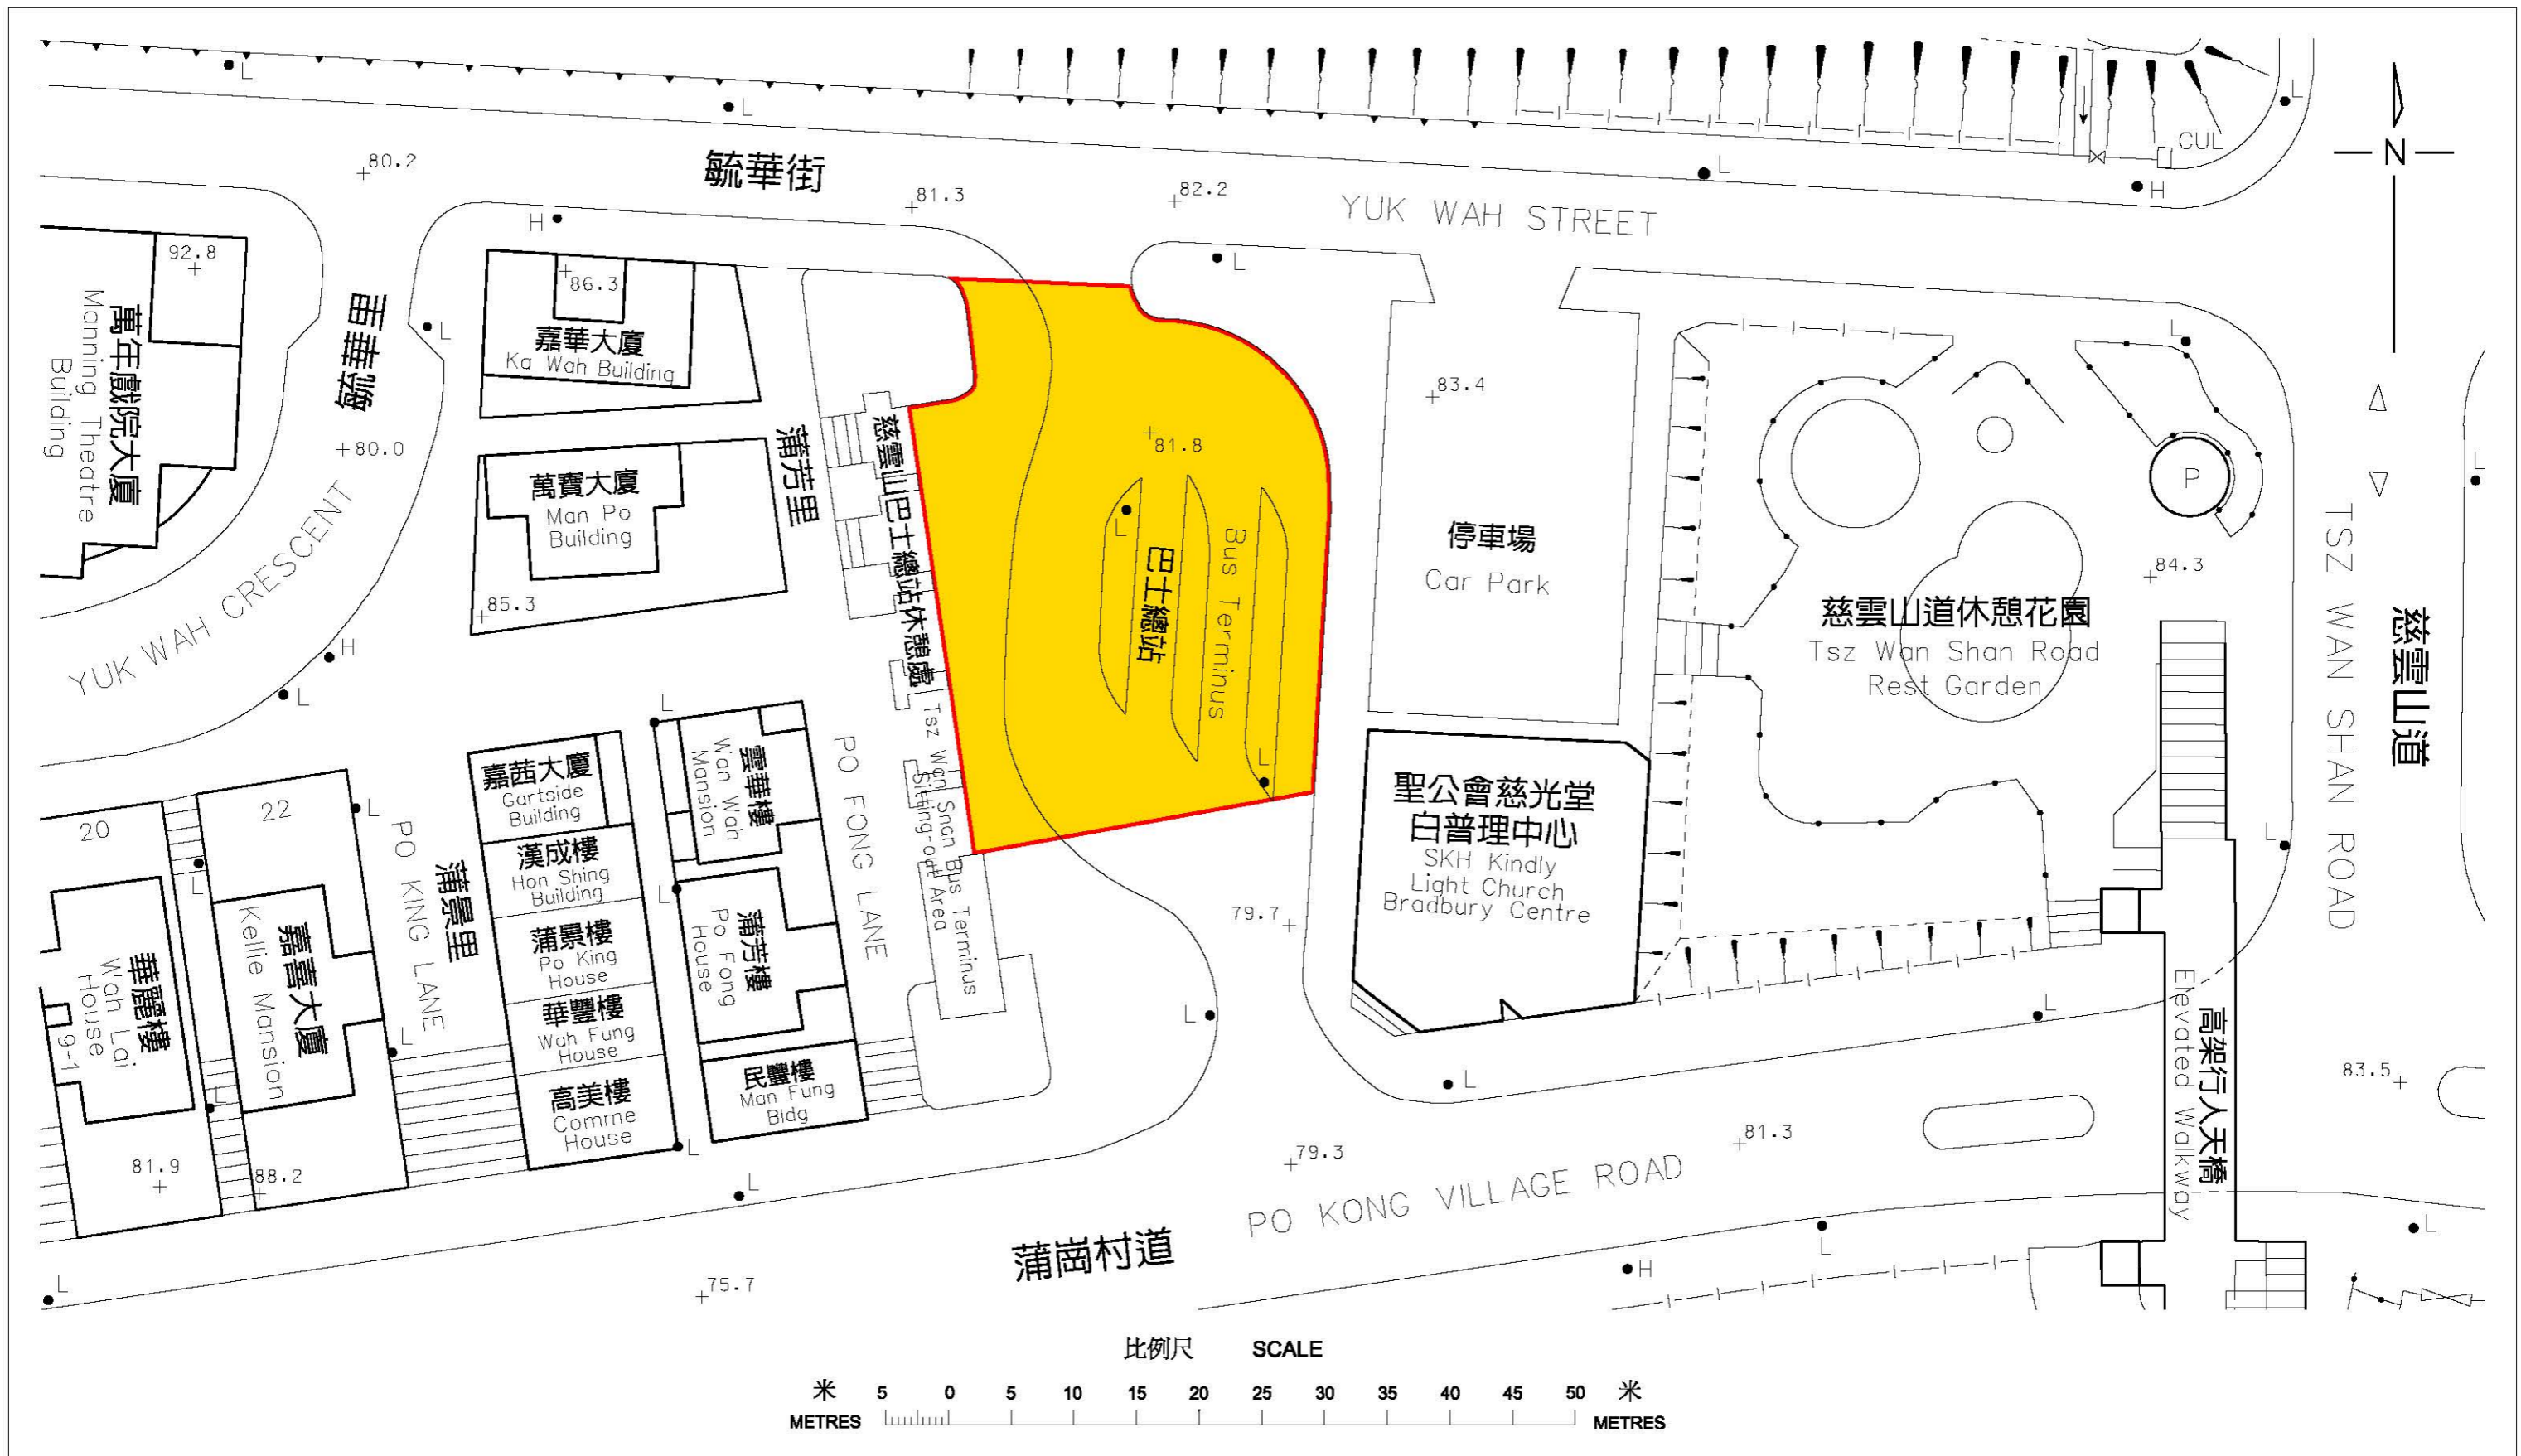 L
L
L
CUL
H
N
80.2
毓華街
81.3
82.2
YUK WAH STREET
H
L
92.8
萬年戲院大廈
Manning Theatre
Building
毓華里
L
86.3
嘉華大廈
Ka Wah Building
L
83.4
+80.0
蒲芳里
慈雲山巴士總站休憩處
81.8
L
P
L
萬寶大廈
Man Po
Building
L
巴士總站
Bus Terminus
停車場
Car Park
84.3
TSZ WAN SHAN ROAD
慈雲山道
85.3
慈雲山道休憩花園
Tsz Wan Shan Road
Rest Garden
YUK WAH CRESCENT
H
L
L
Tsz Wan Shan Bus Terminus
Sitting-out Area
PO FONG LANE
雲華樓
Wan Wah
Mansion
嘉茜大廈
Gartside
Building
L
聖公會慈光堂
白普理中心
SKH Kindly
Light Church
Bradbury Centre
L
20
22
L
PO KING LANE
蒲景里
漢成樓
Hon Shing
Building
L
L
蒲景樓
Po King
House
蒲芳樓
Po Fong
House
79.7
華麗樓
Wah Lai
House
9-1
嘉喜大廈
Kellie Mansion
華豐樓
Wah Fung
House
L
L
L
高架行人天橋
Elevated Walkway
高美樓
Comme
House
民豐樓
Man Fung
Bldg
L
L
83.5
81.9
88.2
L
L
79.3
81.3
PO KONG VILLAGE ROAD
蒲崗村道
L
75.7
L
H
L
比例尺 SCALE
米 5 0 5 10 15 20 25 30 35 40 45 50 米
METRES METRES